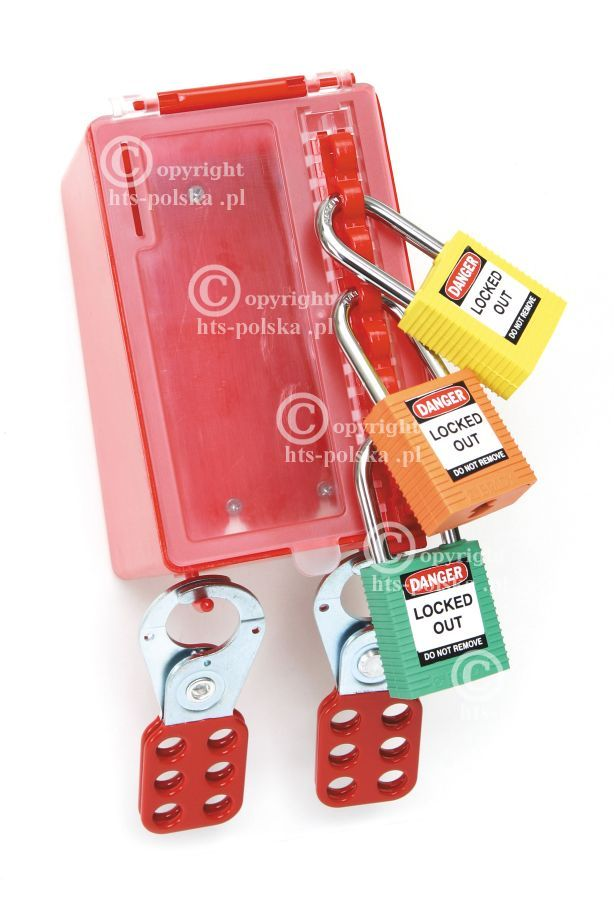 © opyright
hts-polska .pl
© opyright
hts-polska .pl
DANGER
LOCKED
OUT
DO NOT REMOVE
© opyright
hts-polska .pl
DANGER
LOCKED
OUT
DO NOT REMOVE
© opyright
hts-polska .pl
DANGER
LOCKED
OUT
DO NOT REMOVE
©
hts-p